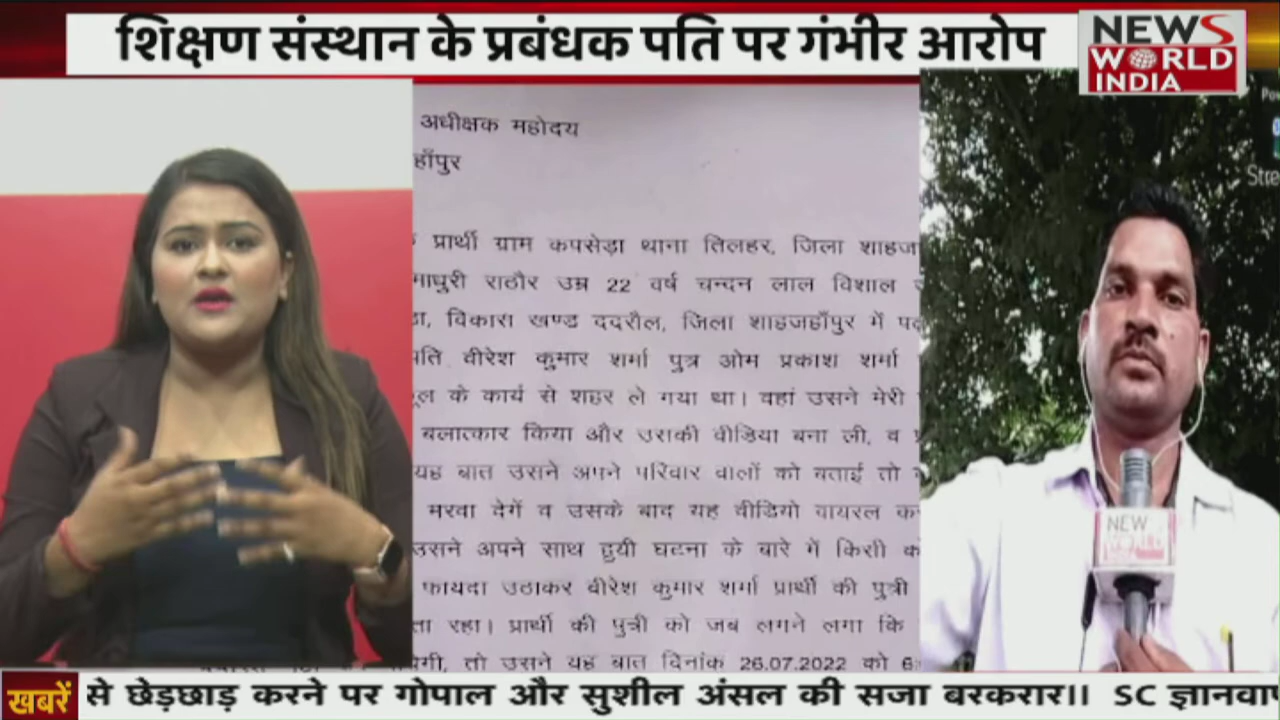 शिक्षण संस्थान के प्रबंधक पति पर गंभीर आरोप
NEWS
WORLD
INDIA
अधीक्षक महोदय
हाँपुर
Stre
प्रार्थी ग्राम कपसेड़ा थाना तिलहर, जिला शाहज
मापुरी राठौर उम्र 22 वर्ष चन्दन लाल विशाल
विकास खण्ड ददरौल, जिला शाहजहाँपुर में
पति वीरेश कुमार शर्मा पुत्र ओम प्रकाश शर्मा
के कार्य से शहर ले गया था। वहां उसने मेरी
बलात्कार किया और उसकी वीडिया बना ली, व
यह बात उसने अपने परिवार वालों को बताई तो
मरवा देगें व उसके बाद यह वीडियो वायरल
उसने अपने साथ हुयी घटना के बारे में किसी
फायदा उठाकर वीरेश कुमार शर्मा प्रार्थी की पुत्री
ता रहा। प्रार्थी की पुत्री को जब लगने लगा कि
तो उसने यह बात दिनांक 26.07.2022 को
NEW
खबरें
से छेड़छाड़ करने पर गोपाल और सुशील अंसल की सजा बरकरार।। SC ज्ञानवाप